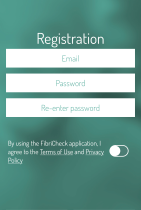 Registration
Email
Password
Re-enter password
By using the FibriCheck application, I
agree to the Terms of Use and Privacy
Policy